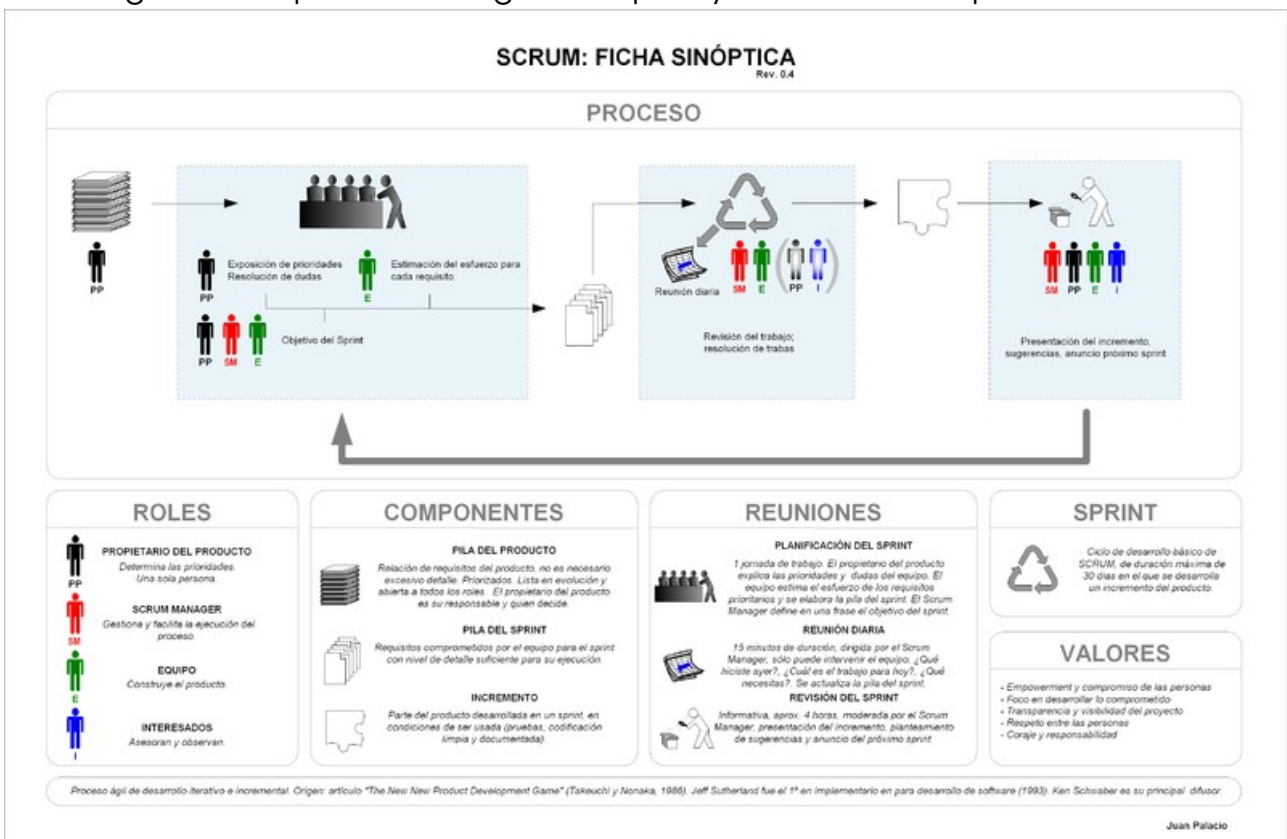 SCRUM: FICHA SINÓPTICA
Rev. 0.4
PROCESO
PP
Exposición de prioridades
Resolución de dudas
PP
E
Estimación del esfuerzo para
cada requisito
PP SM E
Objetivo del Sprint
Reunión diaria
SM E ( PP I )
Revisión del trabajo;
resolución de trabas
SM PP E I
Presentación del incremento,
sugerencias, anuncio próximo sprint
ROLES
PP
PROPIETARIO DEL PRODUCTO
Determina las prioridades.
Una sola persona.
SM
SCRUM MANAGER
Gestiona y facilita la ejecución del
proceso.
E
EQUIPO
Construye el producto.
I
INTERESADOS
Asesoran y observan.
COMPONENTES
PILA DEL PRODUCTO
Relación de requisitos del producto, no es necesario
excesivo detalle. Priorizados. Lista en evolución y
abierta a todos los roles. El propietario del producto
es su responsable y quien decide.
PILA DEL SPRINT
Requisitos comprometidos por el equipo para el sprint
con nivel de detalle suficiente para su ejecución.
INCREMENTO
Parte del producto desarrollada en un sprint, en
condiciones de ser usada (pruebas, codificación
limpia y documentada).
REUNIONES
PLANIFICACIÓN DEL SPRINT
1 jornada de trabajo. El propietario del producto
explica las prioridades y dudas del equipo. El
equipo estima el esfuerzo de los requisitos
prioritarios y se elabora la pila del sprint. El Scrum
Manager define en una frase el objetivo del sprint.
REUNIÓN DIARIA
15 minutos de duración, dirigida por el Scrum
Manager, sólo puede intervenir el equipo. ¿Qué
hiciste ayer?, ¿Cuál es el trabajo para hoy?, ¿Qué
necesitas?. Se actualiza la pila del sprint.
REVISIÓN DEL SPRINT
Informativa, aprox. 4 horas, moderada por el Scrum
Manager, presentación del incremento, planteamiento
de sugerencias y anuncio del próximo sprint.
SPRINT
Ciclo de desarrollo básico de
SCRUM, de duración máxima de
30 días en el que se desarrolla
un incremento del producto.
VALORES
- Empowerment y compromiso de las personas
- Foco en desarrollar lo comprometido
- Transparencia y visibilidad del proyecto
- Respeto entre las personas
- Coraje y responsabilidad
Proceso ágil de desarrollo iterativo e incremental. Origen: artículo "The New New Product Development Game" (Takeuchi y Nonaka, 1986). Jeff Sutherland fue el 1º en implementarlo en para desarrollo de software (1993). Ken Schwaber es su principal difusor.
Juan Palacio